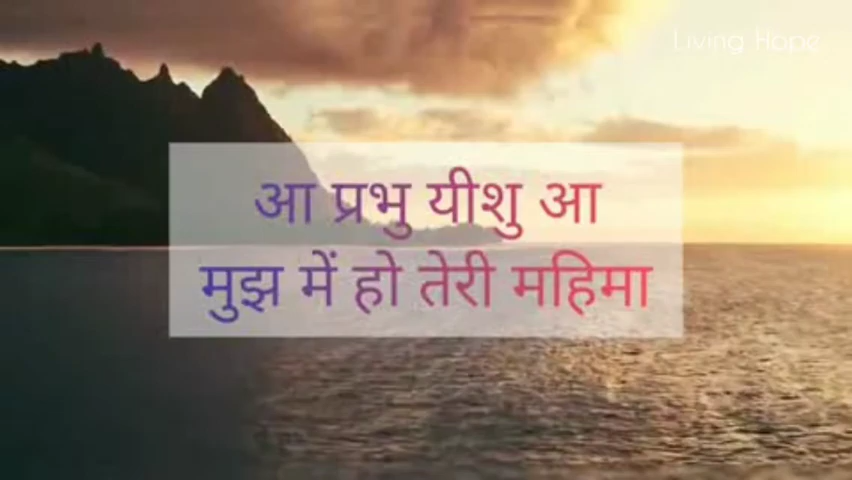 Living Hope
आ प्रभु यीशु आ
मुझ में हो तेरी महिमा